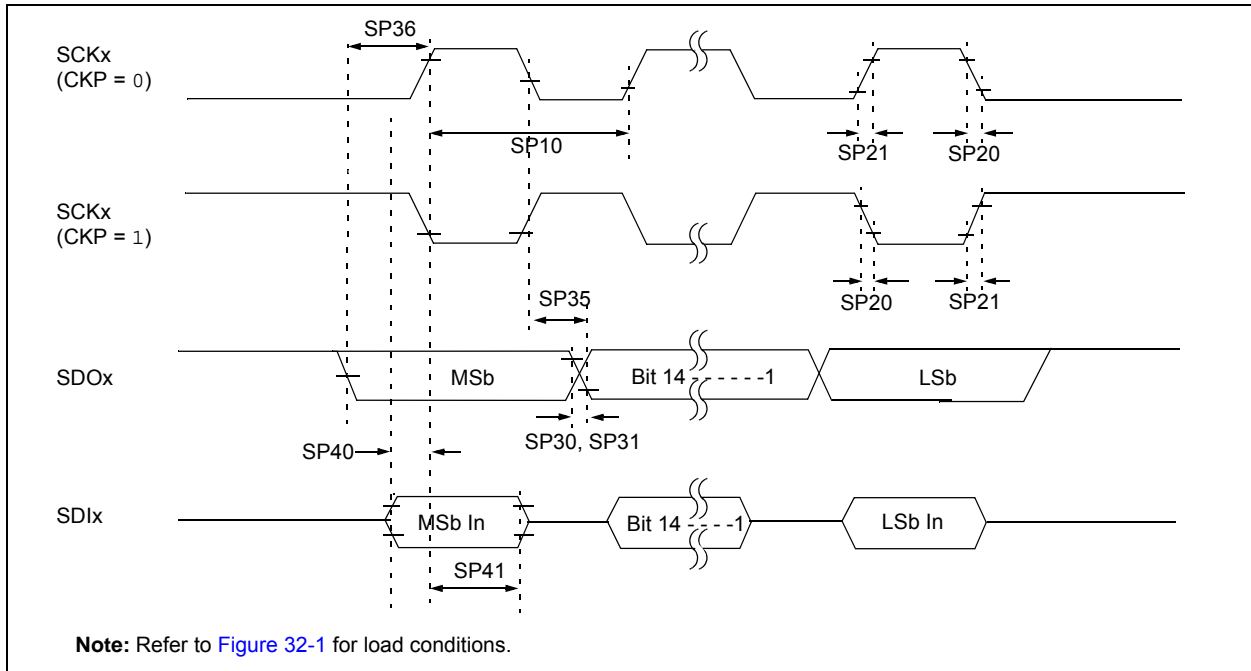 SP36
SCKx
(CKP = 0)
SP10
SP21
SP20
SCKx
(CKP = 1)
SP35
SP20
SP21
SDOx
MSb
Bit 14 - - - - - -1
LSb
SP30, SP31
SP40
SDIx
MSb In
Bit 14 - - - - -1
LSb In
SP41
Note: Refer to Figure 32-1 for load conditions.